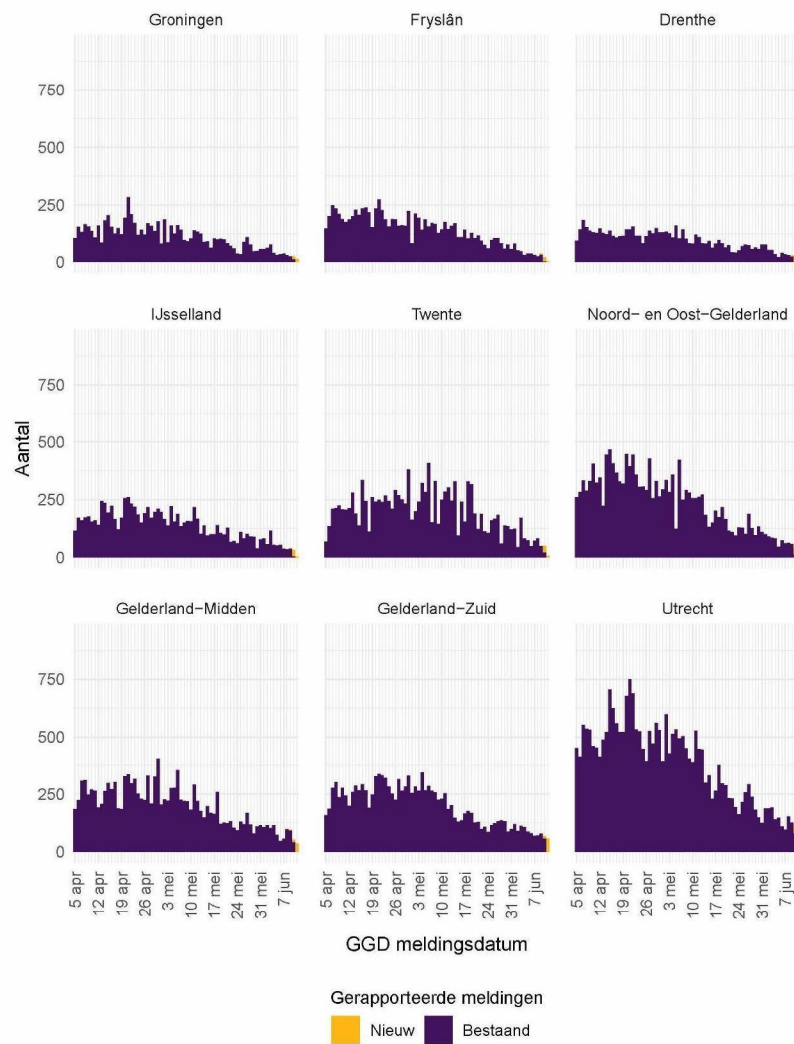 Groningen Fryslân Drenthe
750
500
250
0
IJsselland Twente Noord− en Oost−Gelderland
Aantal
750
500
250
0
Gelderland−Midden Gelderland−Zuid Utrecht
750
500
250
0
5 apr 12 apr 19 apr 26 apr 3 mei 10 mei 17 mei 24 mei 31 mei 7 jun 5 apr 12 apr 19 apr 26 apr 3 mei 10 mei 17 mei 24 mei 31 mei 7 jun 5 apr 12 apr 19 apr 26 apr 3 mei 10 mei 17 mei 24 mei 31 mei 7 jun
GGD meldingsdatum
Gerapporteerde meldingen
Nieuw Bestaand